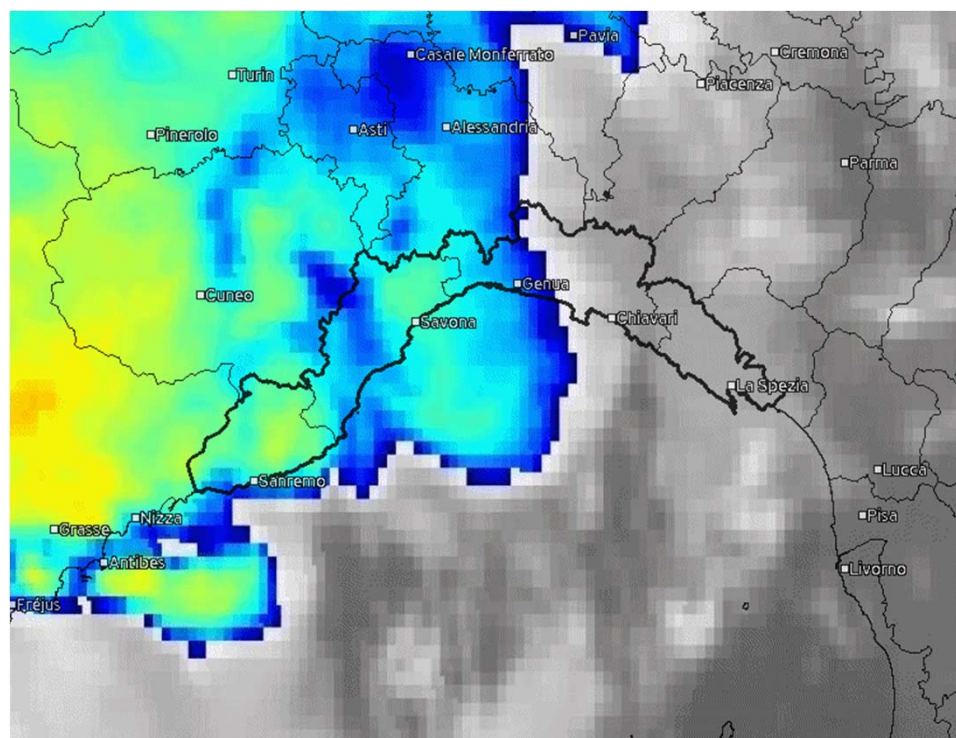 Pavia
Casale Monferrato
Cremona
Turin
Piacenza
Asti
Alessandria
Pinerolo
Parma
Genua
Cuneo
Chiavari
Savona
La Spezia
Lucca
Sanremo
Nizza
Pisa
Grasse
Antibes
Livorno
Fréjus